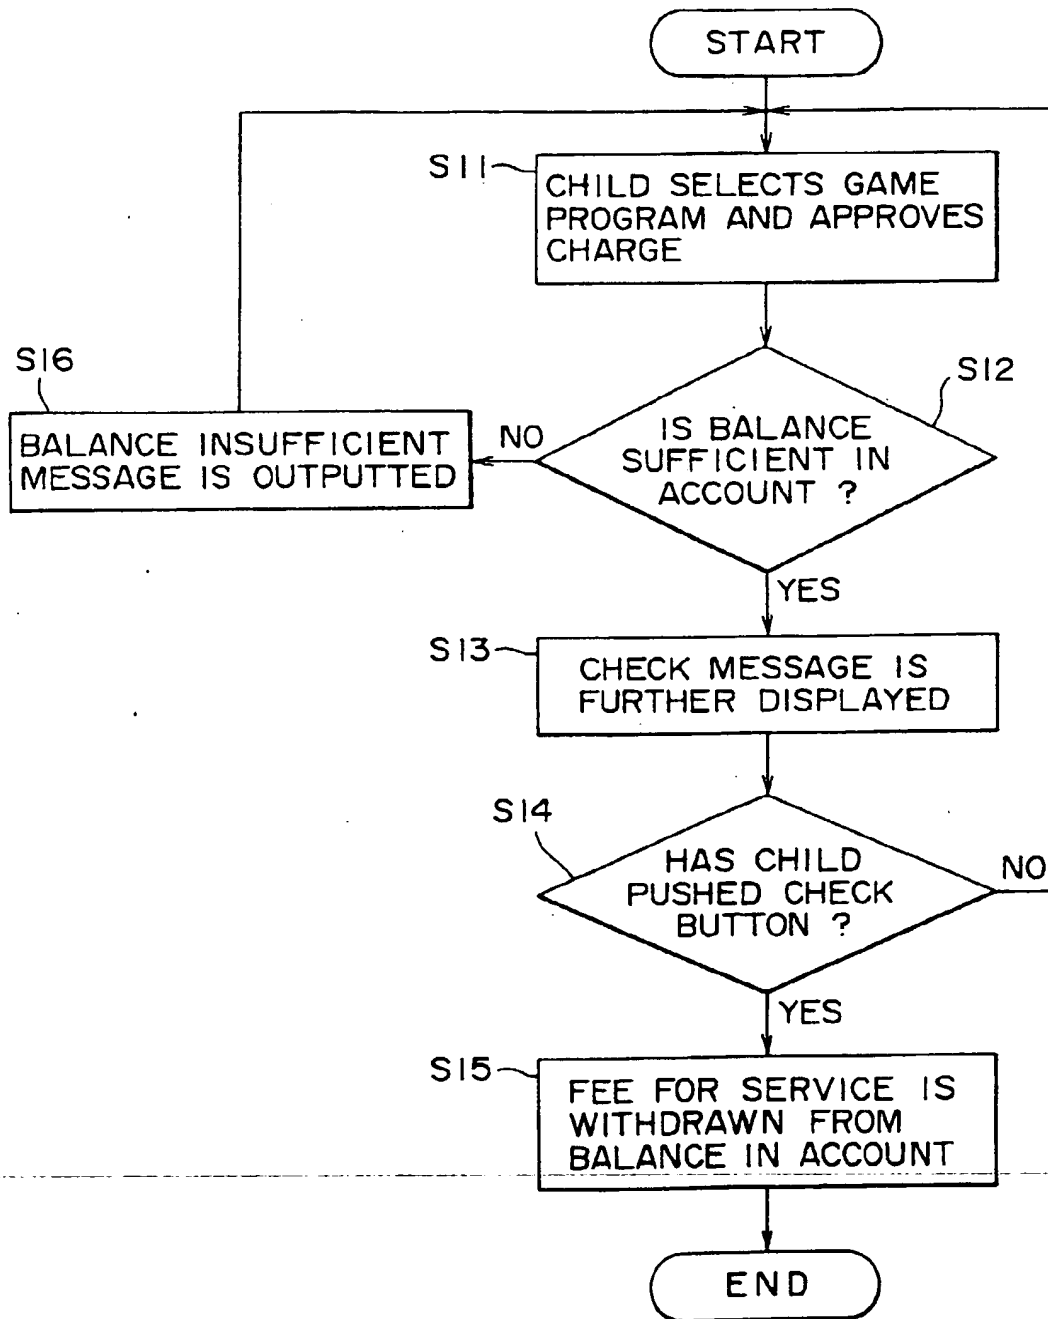 START
S11
CHILD SELECTS GAME
PROGRAM AND APPROVES
CHARGE
S16
BALANCE INSUFFICIENT
MESSAGE IS OUTPUTTED
NO
S12
IS BALANCE
SUFFICIENT IN
ACCOUNT ?
YES
S13
CHECK MESSAGE IS
FURTHER DISPLAYED
S14
HAS CHILD
PUSHED CHECK
BUTTON ?
NO
YES
S15
FEE FOR SERVICE IS
WITHDRAWN FROM
BALANCE IN ACCOUNT
END